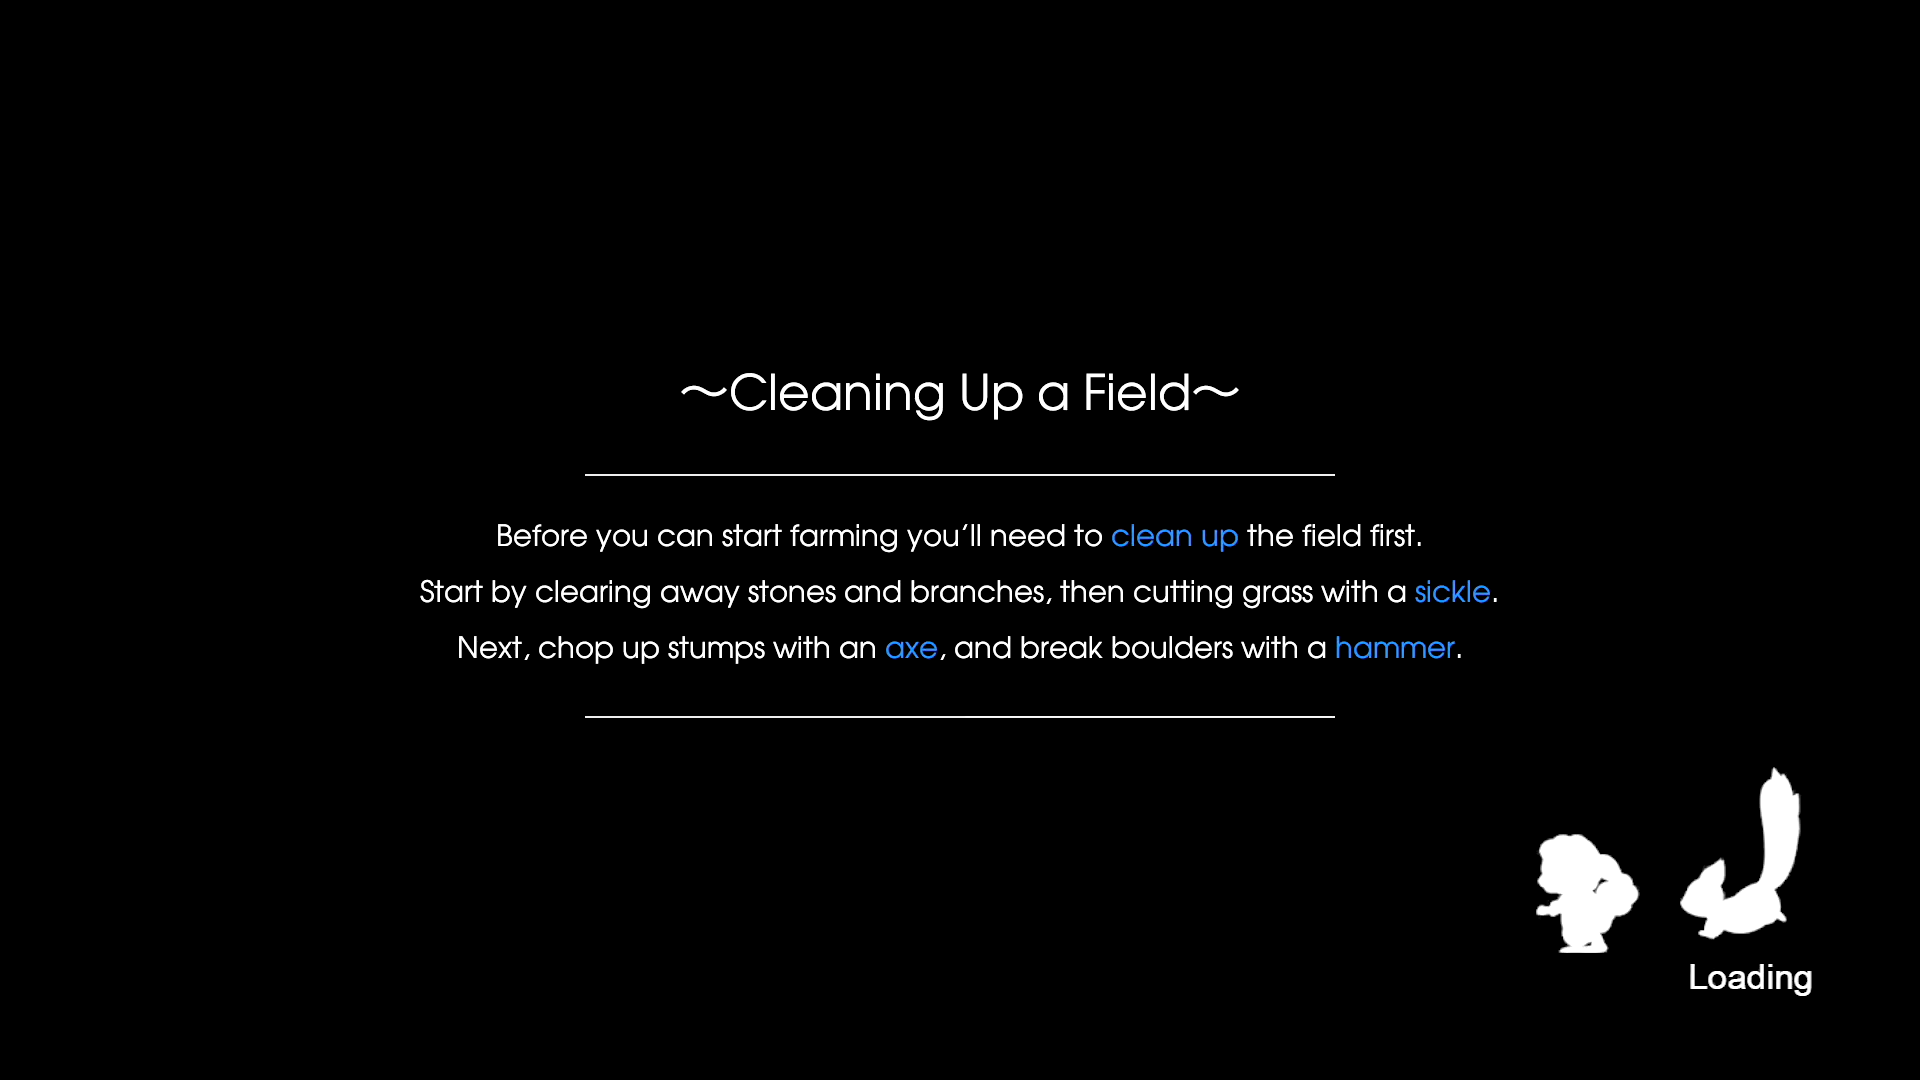 ～Cleaning Up a Field～
Before you can start farming you’ll need to clean up the field first.
Start by clearing away stones and branches, then cutting grass with a sickle.
Next, chop up stumps with an axe, and break boulders with a hammer.
Loading